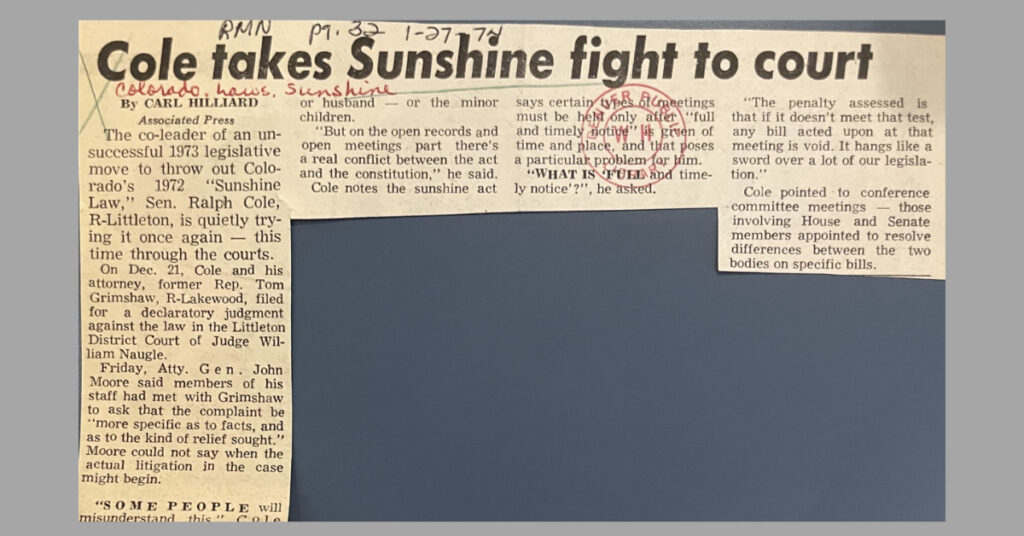 RMN pg. 32 1-27-74
Cole takes Sunshine fight to court
Colorado. Laws. Sunshine
By CARL HILLIARD
Associated Press
The co-leader of an un-
successful 1973 legislative
move to throw out Colo-
rado's 1972 "Sunshine
Law," Sen. Ralph Cole,
R-Littleton, is quietly try-
ing it once again — this
time through the courts.
On Dec. 21, Cole and his
attorney, former Rep. Tom
Grimshaw, R-Lakewood, filed
for a declaratory judgment
against the law in the Littleton
District Court of Judge Wil-
liam Naugle.
Friday, Atty. Gen. John
Moore said members of his
staff had met with Grimshaw
to ask that the complaint be
"more specific as to facts, and
as to the kind of relief sought."
Moore could not say when the
actual litigation in the case
might begin.
"SOME PEOPLE will
misunderstand this," Cole
or husband — or the minor
children.
"But on the open records and
open meetings part there's
a real conflict between the act
and the constitution," he said.
Cole notes the sunshine act
says certain types of meetings
must be held only after "full
and timely notice" is given of
time and place, and that poses
a particular problem for him.
"WHAT IS 'FULL and time-
ly notice'?", he asked.
"The penalty assessed is
that if it doesn't meet that test,
any bill acted upon at that
meeting is void. It hangs like a
sword over a lot of our legisla-
tion."
Cole pointed to conference
committee meetings — those
involving House and Senate
members appointed to resolve
differences between the two
bodies on specific bills.
DENVER PUBLIC
LIBRARY